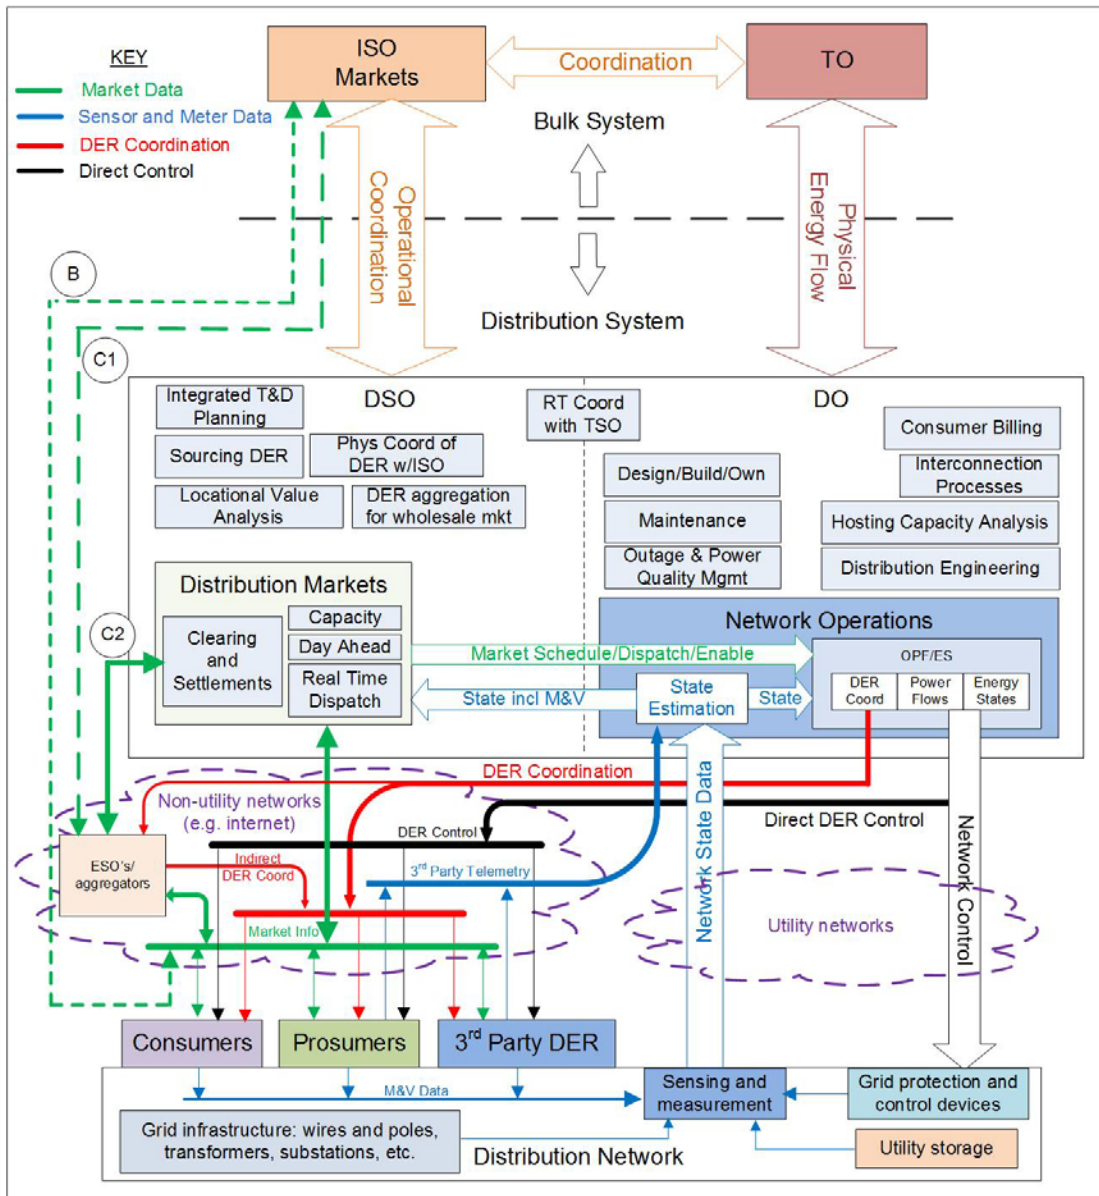 KEY
Market Data
Sensor and Meter Data
DER Coordination
Direct Control
ISO
Markets
Coordination
TO
Bulk System
Distribution System
Operational
Coordination
Physical
Energy Flow
B
C1
C2
DSO
DO
Integrated T&D
Planning
Sourcing DER
Phys Coord of
DER w/ISO
Locational Value
Analysis
DER aggregation
for wholesale mkt
RT Coord
with TSO
Consumer Billing
Design/Build/Own
Interconnection
Processes
Maintenance
Hosting Capacity Analysis
Outage & Power
Quality Mgmt
Distribution Engineering
Distribution Markets
Clearing
and
Settlements
Capacity
Day Ahead
Real Time
Dispatch
Network Operations
Market Schedule/Dispatch/Enable
OPF/ES
State incl M&V
State
Estimation
State
DER
Coord
Power
Flows
Energy
States
DER Coordination
Non-utility networks
(e.g. internet)
DER Control
Direct DER Control
ESO's/
aggregators
Indirect
DER Coord
3rd Party Telemetry
Market Info
Network State Data
Utility networks
Network Control
Consumers
Prosumers
3rd Party DER
M&V Data
Sensing and
measurement
Grid protection and
control devices
Grid infrastructure: wires and poles,
transformers, substations, etc.
Distribution Network
Utility storage